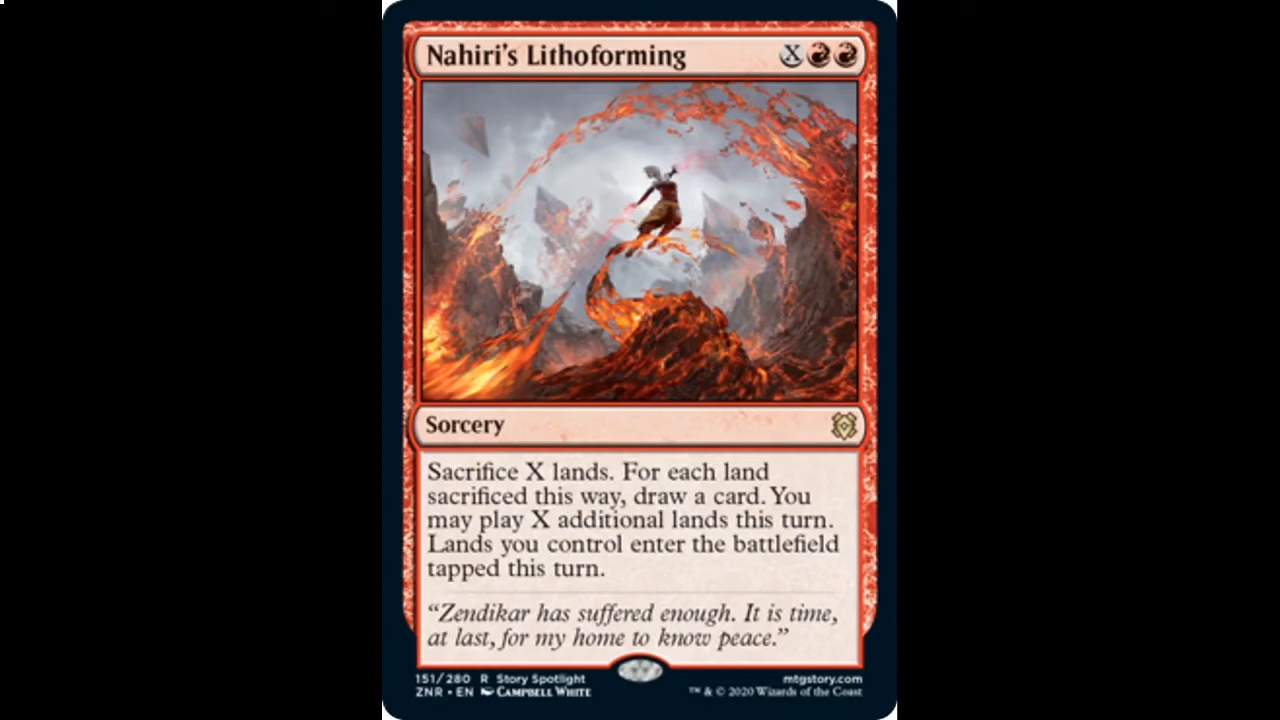 Nahiri's Lithoforming X
Sorcery
Sacrifice X lands. For each land
sacrificed this way, draw a card. You
may play X additional lands this turn.
Lands you control enter the battlefield
tapped this turn.
“Zendikar has suffered enough. It is time,
at last, for my home to know peace.”
151/280 R Story Spotlight mtgstory.com
ZNR • EN Campbell White ™ & © 2020 Wizards of the Coast